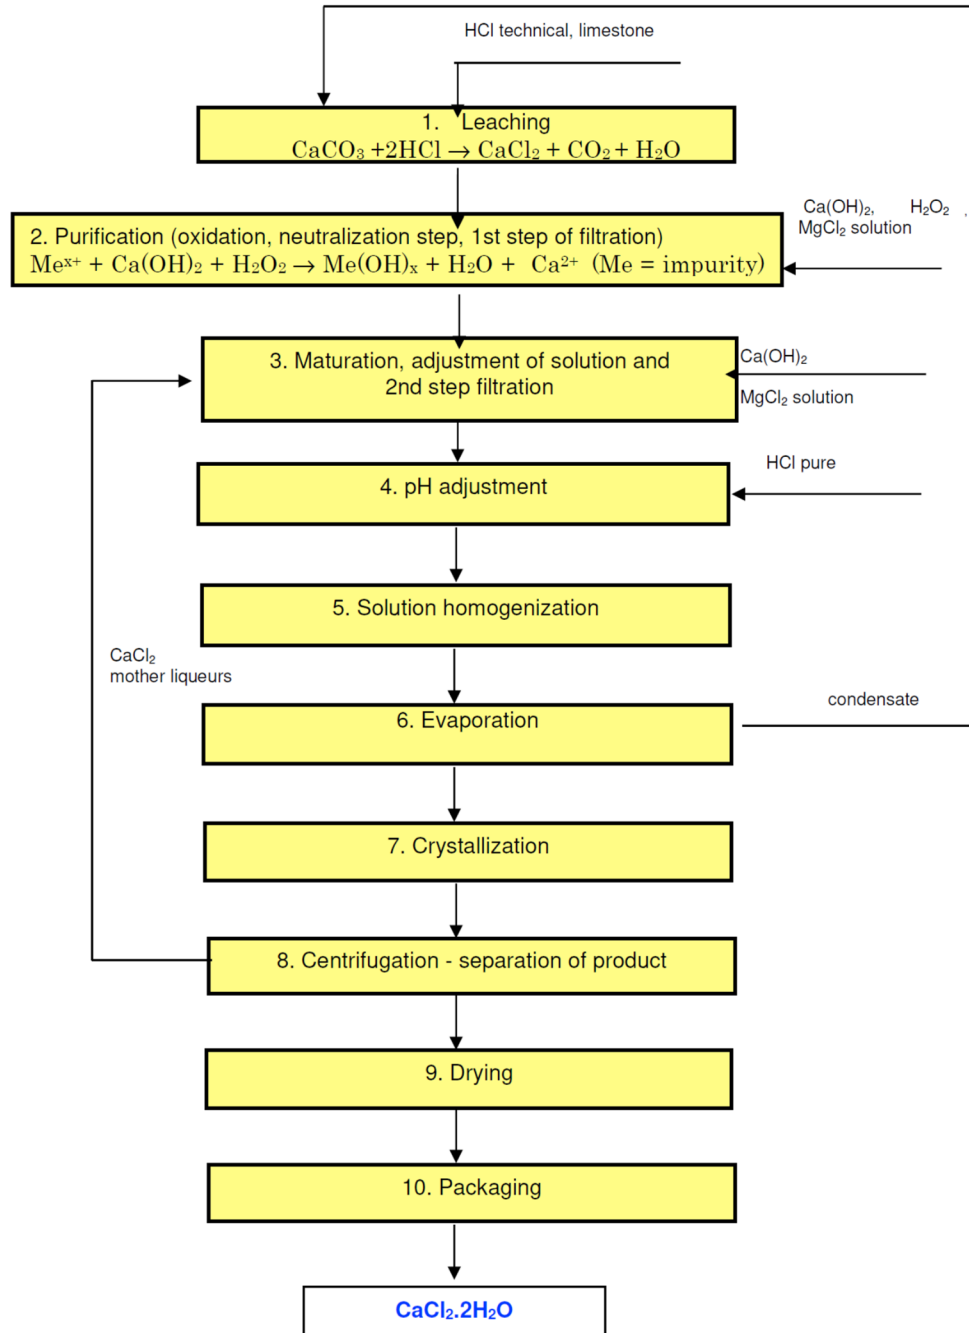 HCl technical, limestone
1. Leaching
CaCO₃ +2HCl → CaCl₂ + CO₂ + H₂O
Ca(OH)₂, H₂O₂ ,
MgCl₂ solution
2. Purification (oxidation, neutralization step, 1st step of filtration)
Meˣ⁺ + Ca(OH)₂ + H₂O₂ → Me(OH)ₓ + H₂O + Ca²⁺ (Me = impurity)
3. Maturation, adjustment of solution and
2nd step filtration
Ca(OH)₂
MgCl₂ solution
HCl pure
4. pH adjustment
5. Solution homogenization
CaCl₂
mother liqueurs
condensate
6. Evaporation
7. Crystallization
8. Centrifugation - separation of product
9. Drying
10. Packaging
CaCl₂.2H₂O